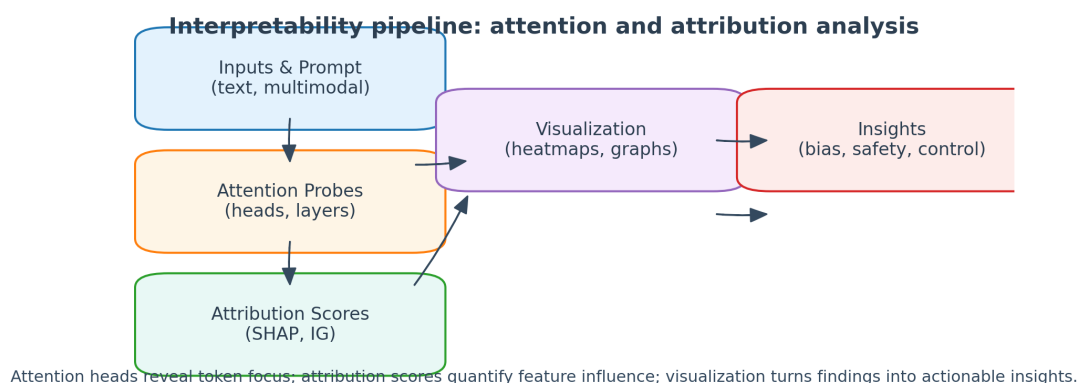 Interpretability pipeline: attention and attribution analysis
Inputs & Prompt
(text, multimodal)
Attention Probes
(heads, layers)
Attribution Scores
(SHAP, IG)
Visualization
(heatmaps, graphs)
Insights
(bias, safety, control)
Attention heads reveal token focus; attribution scores quantify feature influence; visualization turns findings into actionable insights.